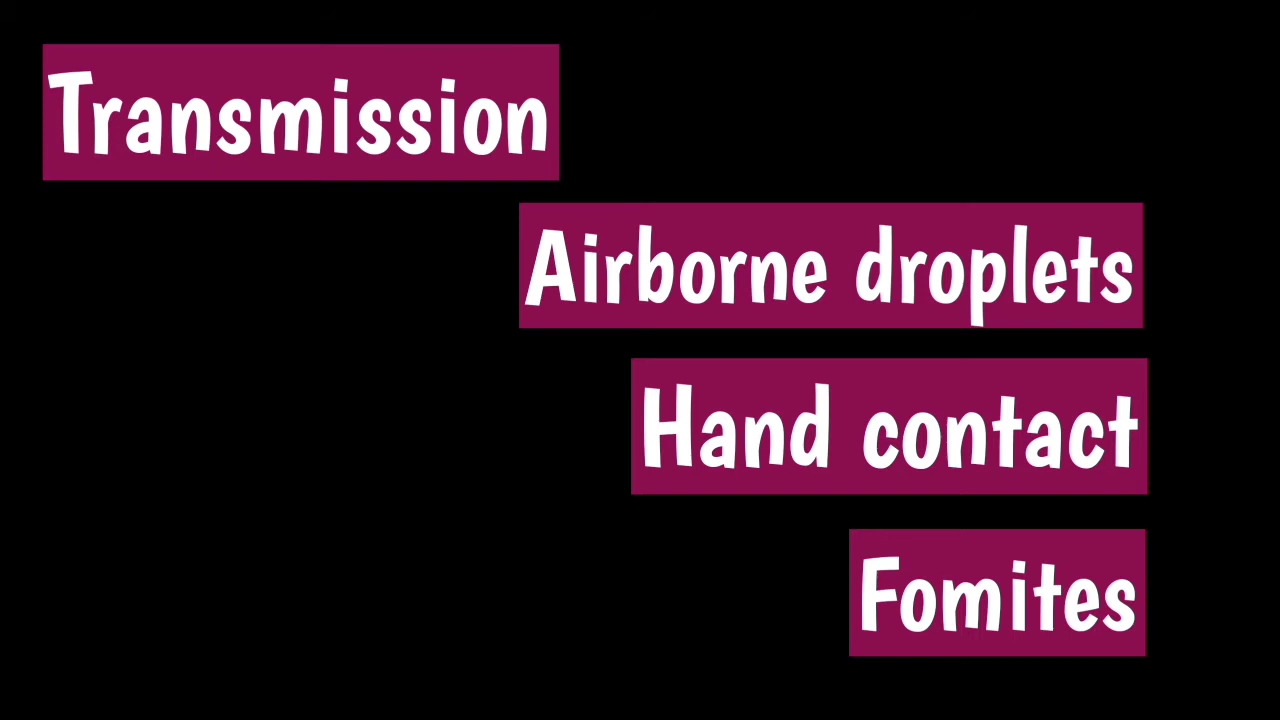 Transmission
Airborne droplets
Hand contact
Fomites